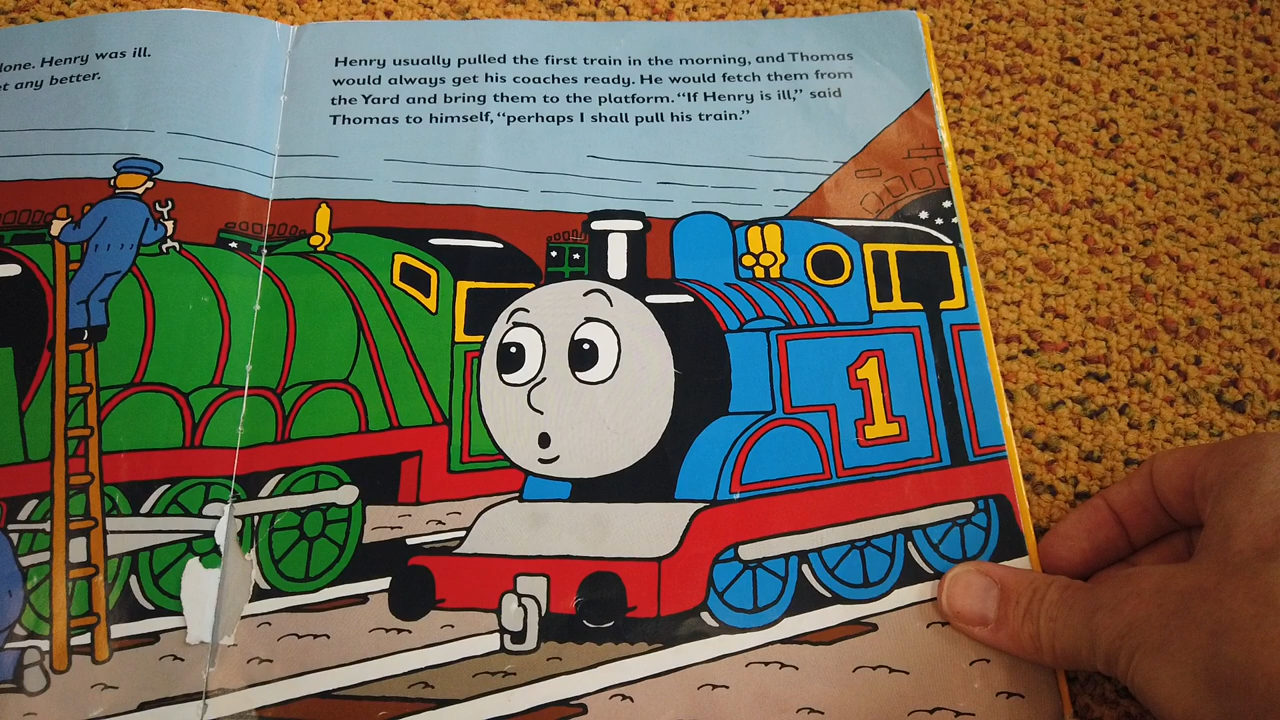 lone. Henry was ill.
et any better.
Henry usually pulled the first train in the morning, and Thomas
would always get his coaches ready. He would fetch them from
the Yard and bring them to the platform. “If Henry is ill,” said
Thomas to himself, “perhaps I shall pull his train.”
1